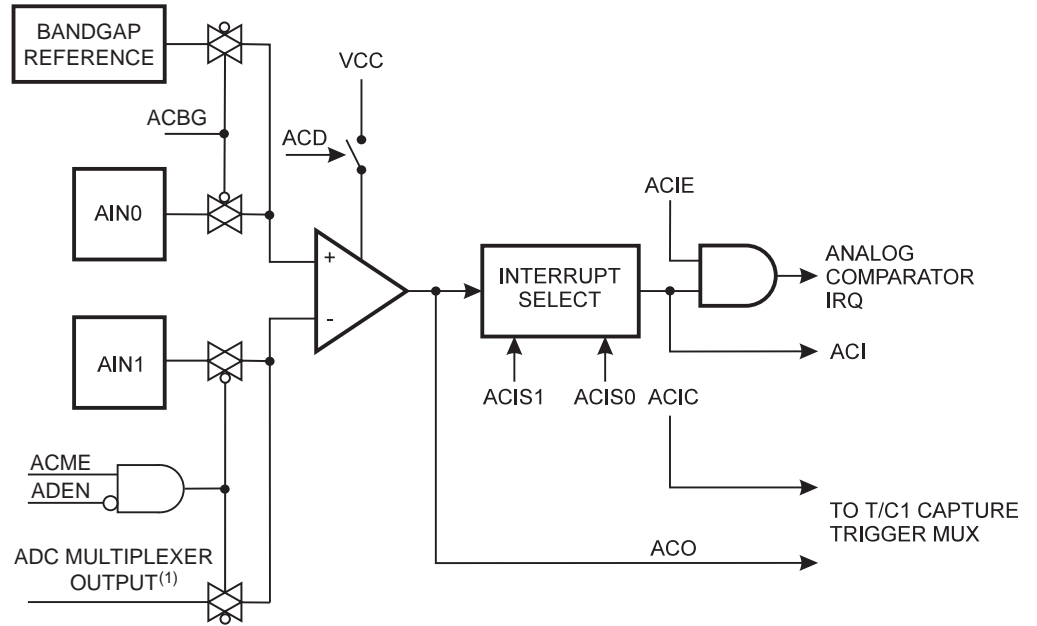 BANDGAP
REFERENCE
VCC
ACBG
ACD
AIN0
ACIE
+
INTERRUPT
SELECT
ANALOG
COMPARATOR
IRQ
-
AIN1
ACI
ACIS1
ACIS0
ACIC
ACME
ADEN
TO T/C1 CAPTURE
TRIGGER MUX
ACO
ADC MULTIPLEXER
OUTPUT(1)